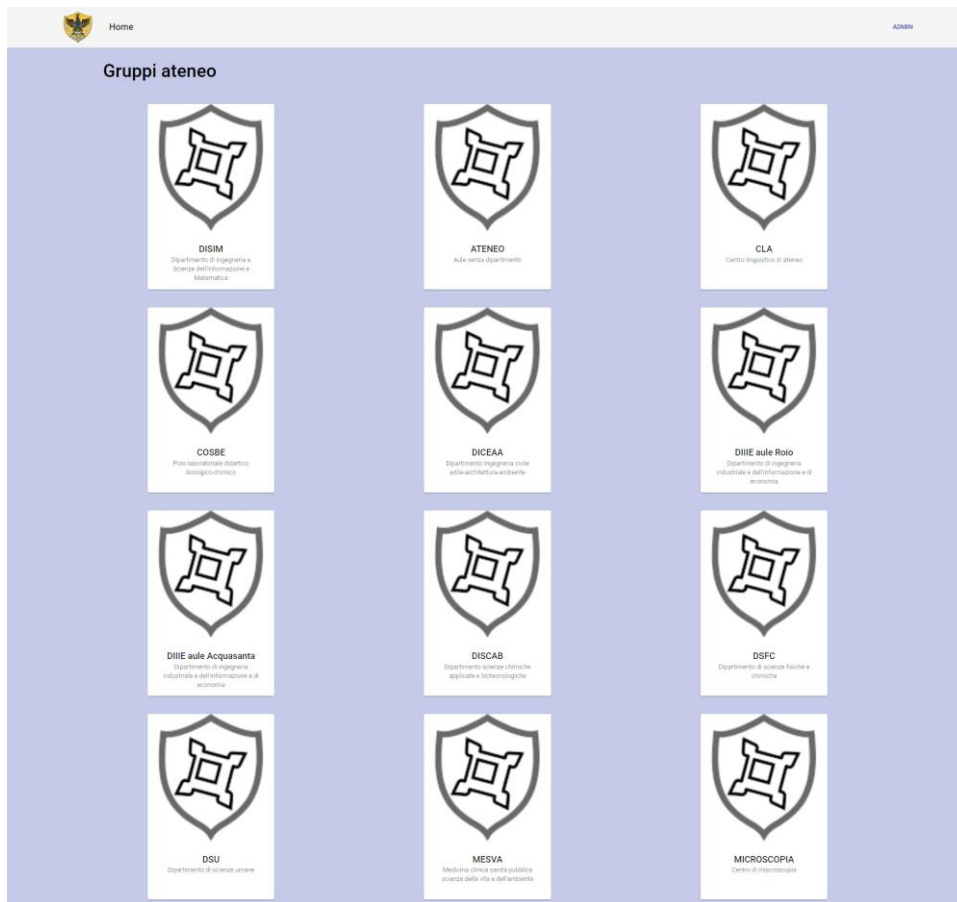 Home
ADMIN
Gruppi ateneo
DISIM
Dipartimento di Ingegneria e
Scienze dell'Informazione e
Matematica
ATENEO
Aule senza dipartimento
CLA
Centro linguistico di ateneo
COSBE
Polo laboratoriale didattico
biologico-chimico
DICEAA
Dipartimento ingegneria civile
edile-architettura-ambiente
DIIIE aule Roio
Dipartimento di ingegneria
industriale e dell'informazione e di
economia
DIIIE aule Acquasanta
Dipartimento di ingegneria
industriale e dell'informazione e di
economia
DISCAB
Dipartimento scienze chimiche
applicate e biotecnologiche
DSFC
Dipartimento di scienze fisiche e
chimiche
DSU
Dipartimento di scienze umane
MESVA
Medicina clinica sanità pubblica
scienze della vita e dell'ambiente
MICROSCOPIA
Centro di miscroscopia